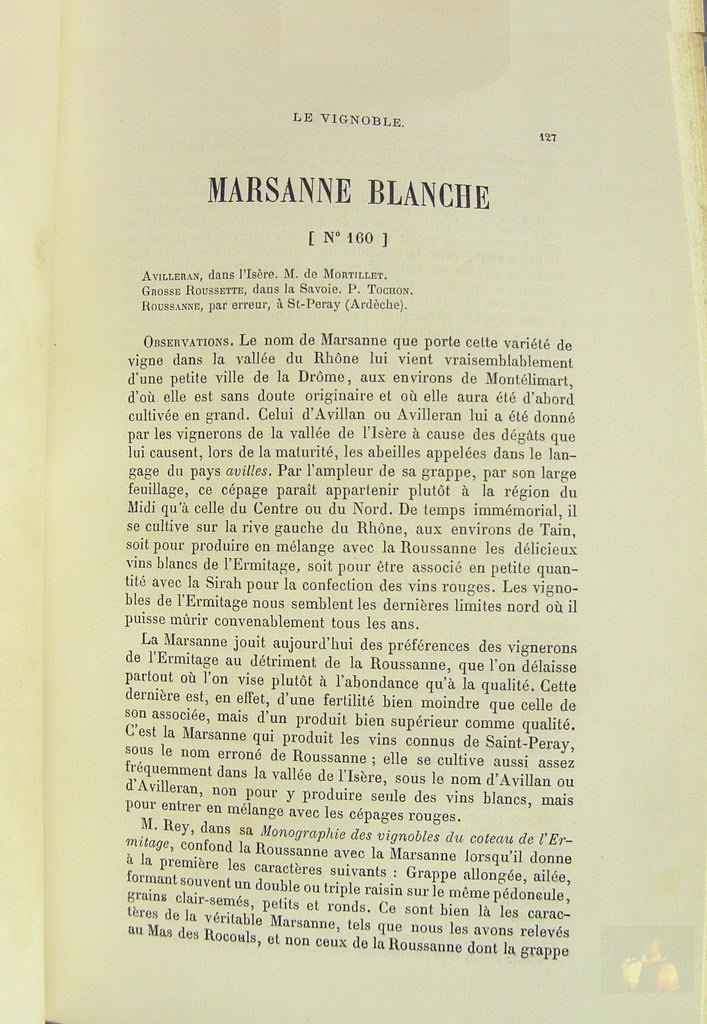 LE VIGNOBLE.
127
MARSANNE BLANCHE
[ N° 160 ]
AVILLERAN, dans l'Isère. M. de MORTILLET.
GROSSE ROUSSETTE, dans la Savoie. P. TOCHON.
ROUSSANNE, par erreur, à St-Peray (Ardèche).
OBSERVATIONS. Le nom de Marsanne que porte cette variété de
vigne dans la vallée du Rhône lui vient vraisemblablement
d'une petite ville de la Drôme, aux environs de Montélimart,
d'où elle est sans doute originaire et où elle aura été d'abord
cultivée en grand. Celui d'Avillan ou Avilleran lui a été donné
par les vignerons de la vallée de l'Isère à cause des dégâts que
lui causent, lors de la maturité, les abeilles appelées dans le lan-
gage du pays avilles. Par l'ampleur de sa grappe, par son large
feuillage, ce cépage paraît appartenir plutôt à la région du
Midi qu'à celle du Centre ou du Nord. De temps immémorial, il
se cultive sur la rive gauche du Rhône, aux environs de Tain,
soit pour produire en mélange avec la Roussanne les délicieux
vins blancs de l'Ermitage, soit pour être associé en petite quan-
tité avec la Sirah pour la confection des vins rouges. Les vigno-
bles de l'Ermitage nous semblent les dernières limites nord où il
puisse mûrir convenablement tous les ans.
La Marsanne jouit aujourd'hui des préférences des vignerons
de l'Ermitage au détriment de la Roussanne, que l'on délaisse
partout où l'on vise plutôt à l'abondance qu'à la qualité. Cette
dernière est, en effet, d'une fertilité bien moindre que celle de
son associée, mais d'un produit bien supérieur comme qualité.
C'est la Marsanne qui produit les vins connus de Saint-Peray,
sous le nom erroné de Roussanne ; elle se cultive aussi assez
fréquemment dans la vallée de l'Isère, sous le nom d'Avillan ou
d'Avilleran, non pour y produire seule des vins blancs, mais
pour entrer en mélange avec les cépages rouges.
M. Rey, dans sa Monographie des vignobles du coteau de l'Er-
mitage, confond la Roussanne avec la Marsanne lorsqu'il donne
à la première les caractères suivants : Grappe allongée, ailée,
formant souvent un double ou triple raisin sur le même pédoncule,
grains clair-semés, petits et ronds. Ce sont bien là les carac-
tères de la véritable Marsanne, tels que nous les avons relevés
au Mas des Rocouls, et non ceux de la Roussanne dont la grappe